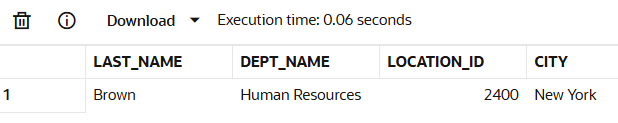 Download Execution time: 0.06 seconds
LAST_NAME DEPT_NAME LOCATION_ID CITY
1 Brown Human Resources 2400 New York